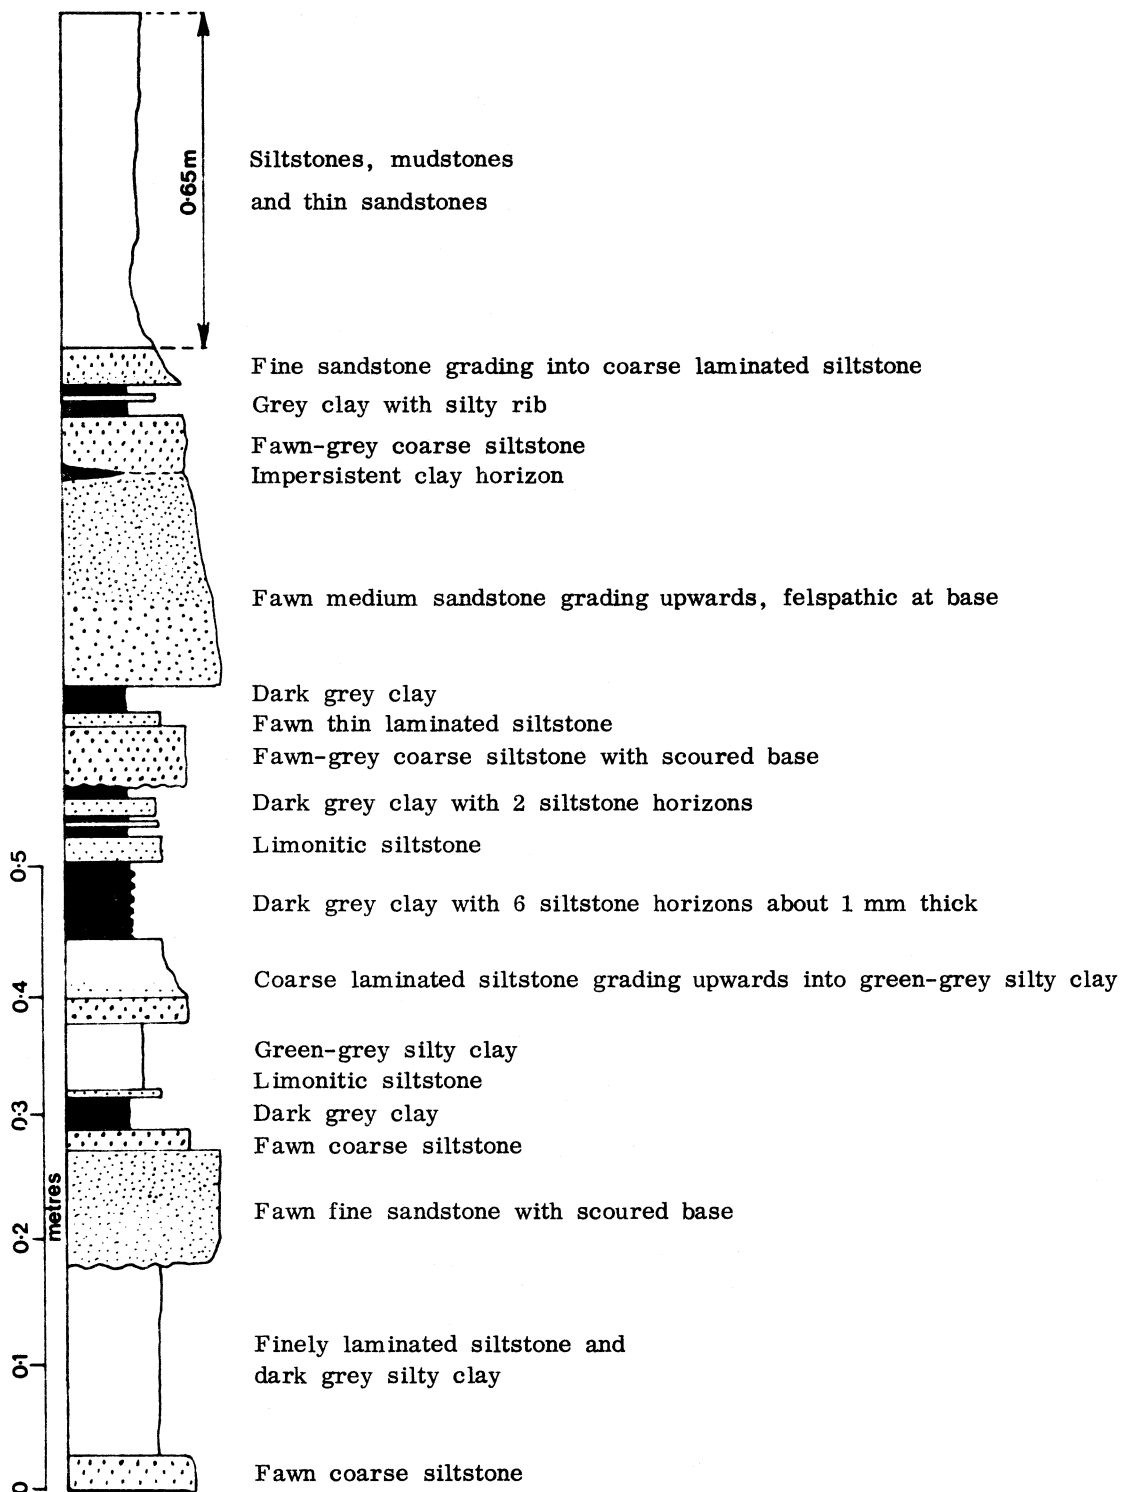 0·65m
Siltstones, mudstones
and thin sandstones
Fine sandstone grading into coarse laminated siltstone
Grey clay with silty rib
Fawn-grey coarse siltstone
Impersistent clay horizon
Fawn medium sandstone grading upwards, felspathic at base
Dark grey clay
Fawn thin laminated siltstone
Fawn-grey coarse siltstone with scoured base
Dark grey clay with 2 siltstone horizons
Limonitic siltstone
0·5
Dark grey clay with 6 siltstone horizons about 1 mm thick
Coarse laminated siltstone grading upwards into green-grey silty clay
0·4
Green-grey silty clay
Limonitic siltstone
0·3
Dark grey clay
Fawn coarse siltstone
metres
Fawn fine sandstone with scoured base
0·2
Finely laminated siltstone and
0·1
dark grey silty clay
Fawn coarse siltstone
0